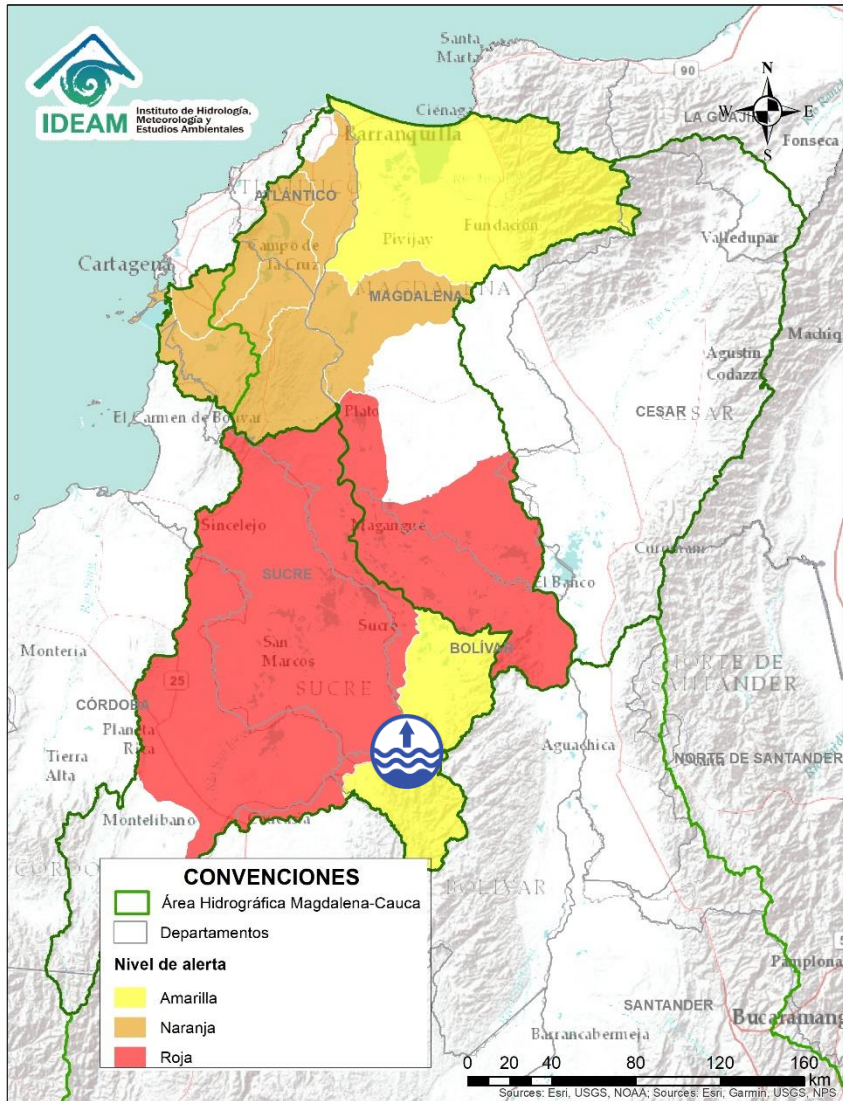 IDEAM
Instituto de Hidrología,
Meteorología y
Estudios Ambientales
Santa
Marta
90
N
W
E
S
Ciénaga
LA GUAJIR
Fonseca
Barranquilla
ATLÁNTICO
Fundación
Valledupar
Pivijay
Campo de
la Cruz
Cartagena
MAGDALENA
MAGDALENA
Machiq
Agustín
Codazzi
El Carmen de Bolívar
Plato
CESAR
CESAR
Sincelejo
Magangué
Curumaní
SUCRE
El Banco
Sucre
Montería
San
Marcos
BOLÍVAR
NORTE DE
SANTANDER
25
SUCRE
CÓRDOBA
Planeta
Rica
Aguachica
Tierra
Alta
NORTE DE SANTANDER
Montelíbano
CONVENCIONES
Área Hidrográfica Magdalena-Cauca
Departamentos
Nivel de alerta
Amarilla
Naranja
Roja
BOLÍVAR
Pamplona
SANTANDER
Bucaramang
Barrancabermeja
0 20 40 80 120 160
km
Sources: Esri, USGS, NOAA; Sources: Esri, Garmin, USGS, NPS